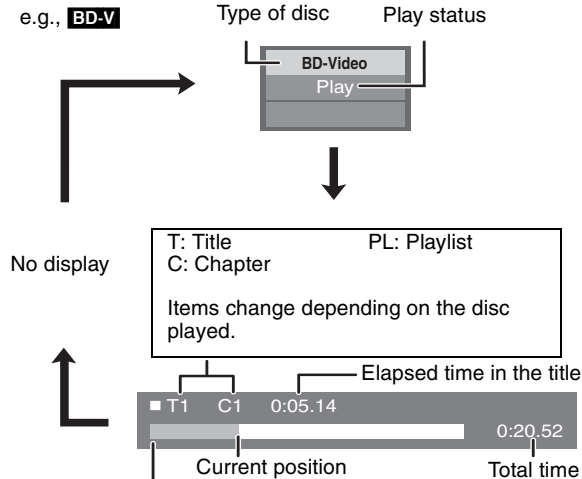 e.g., BD-V
Type of disc
Play status
BD-Video
Play
No display
T: Title PL: Playlist
C: Chapter
Items change depending on the disc
played.
Elapsed time in the title
T1 C1 0:05.14
0:20.52
Current position
Total time